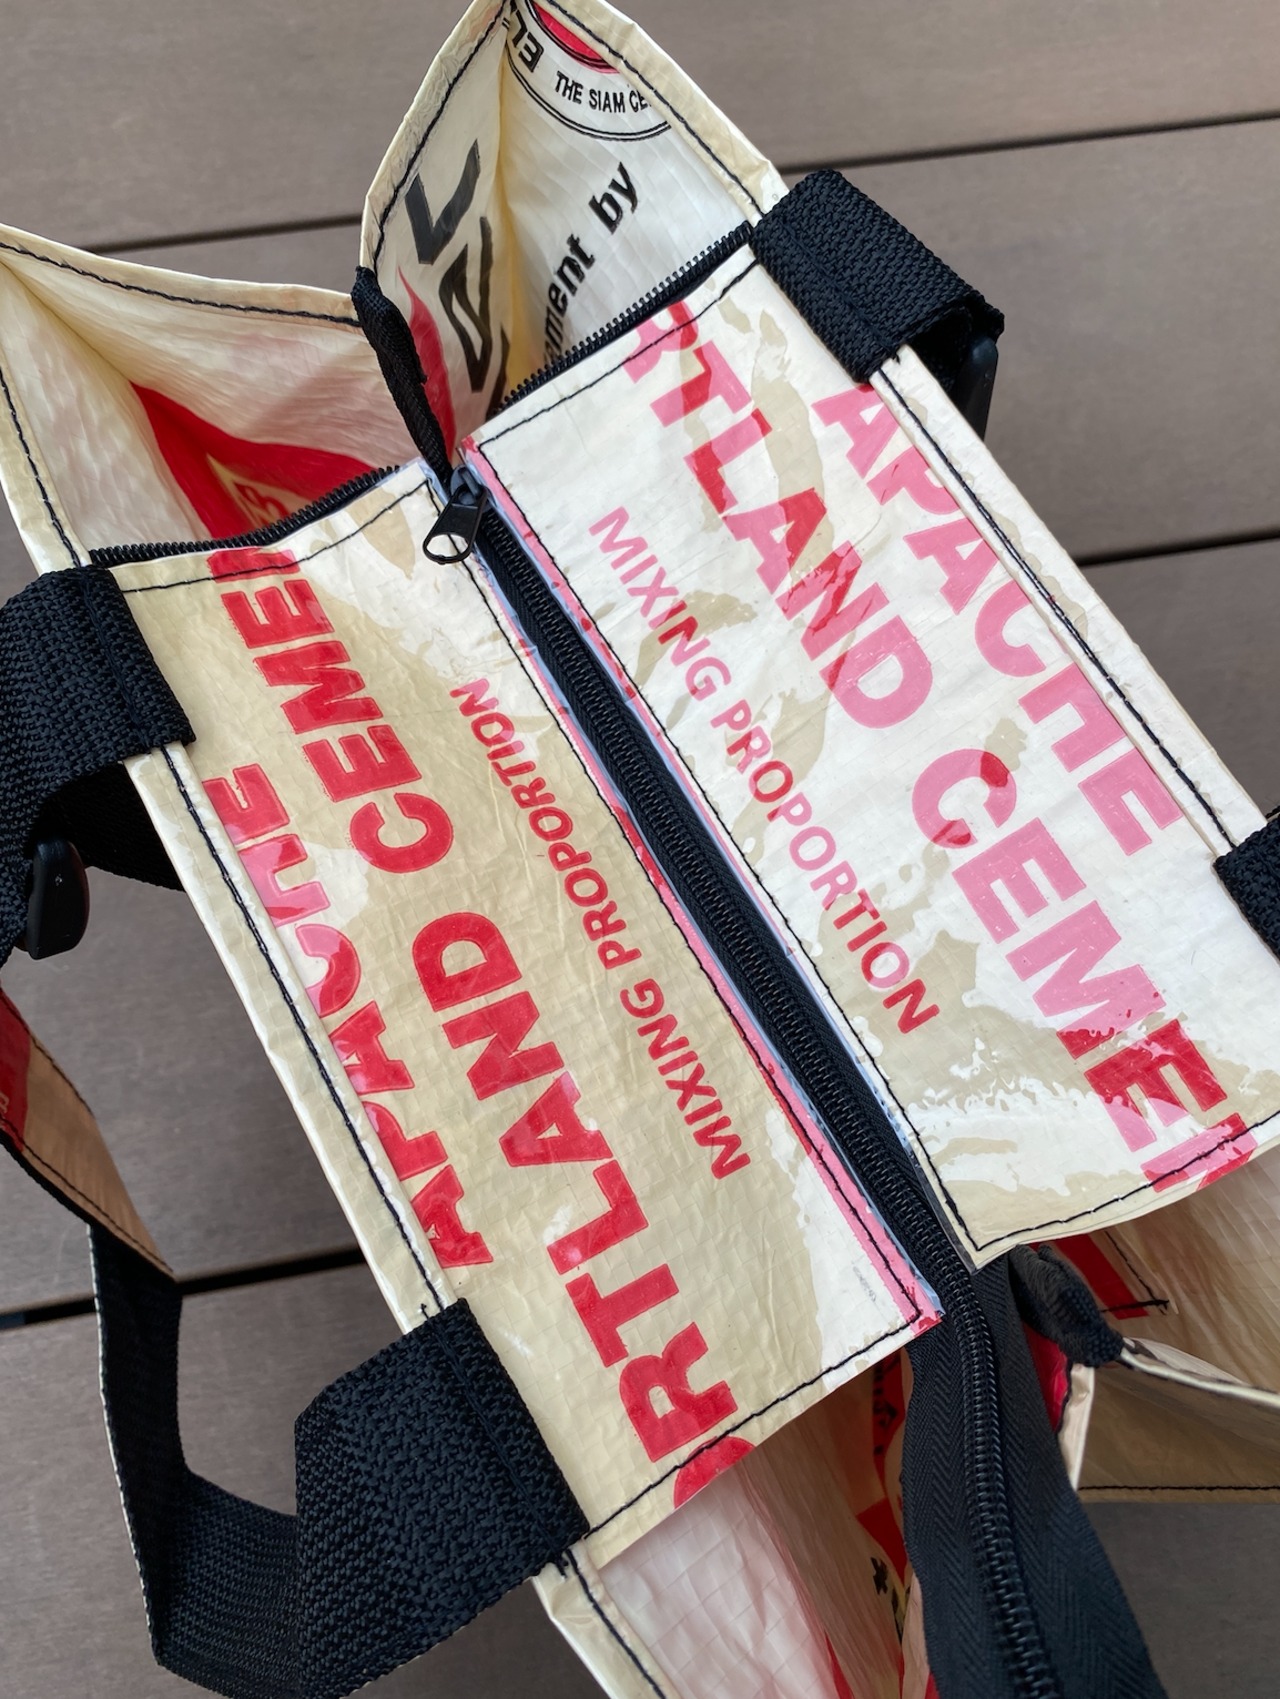 THE SIAM CE
ment by
APACHE
RTLAND CEME
MIXING PROPORTION
APACHE
RTLAND CEME
MIXING PROPORTION